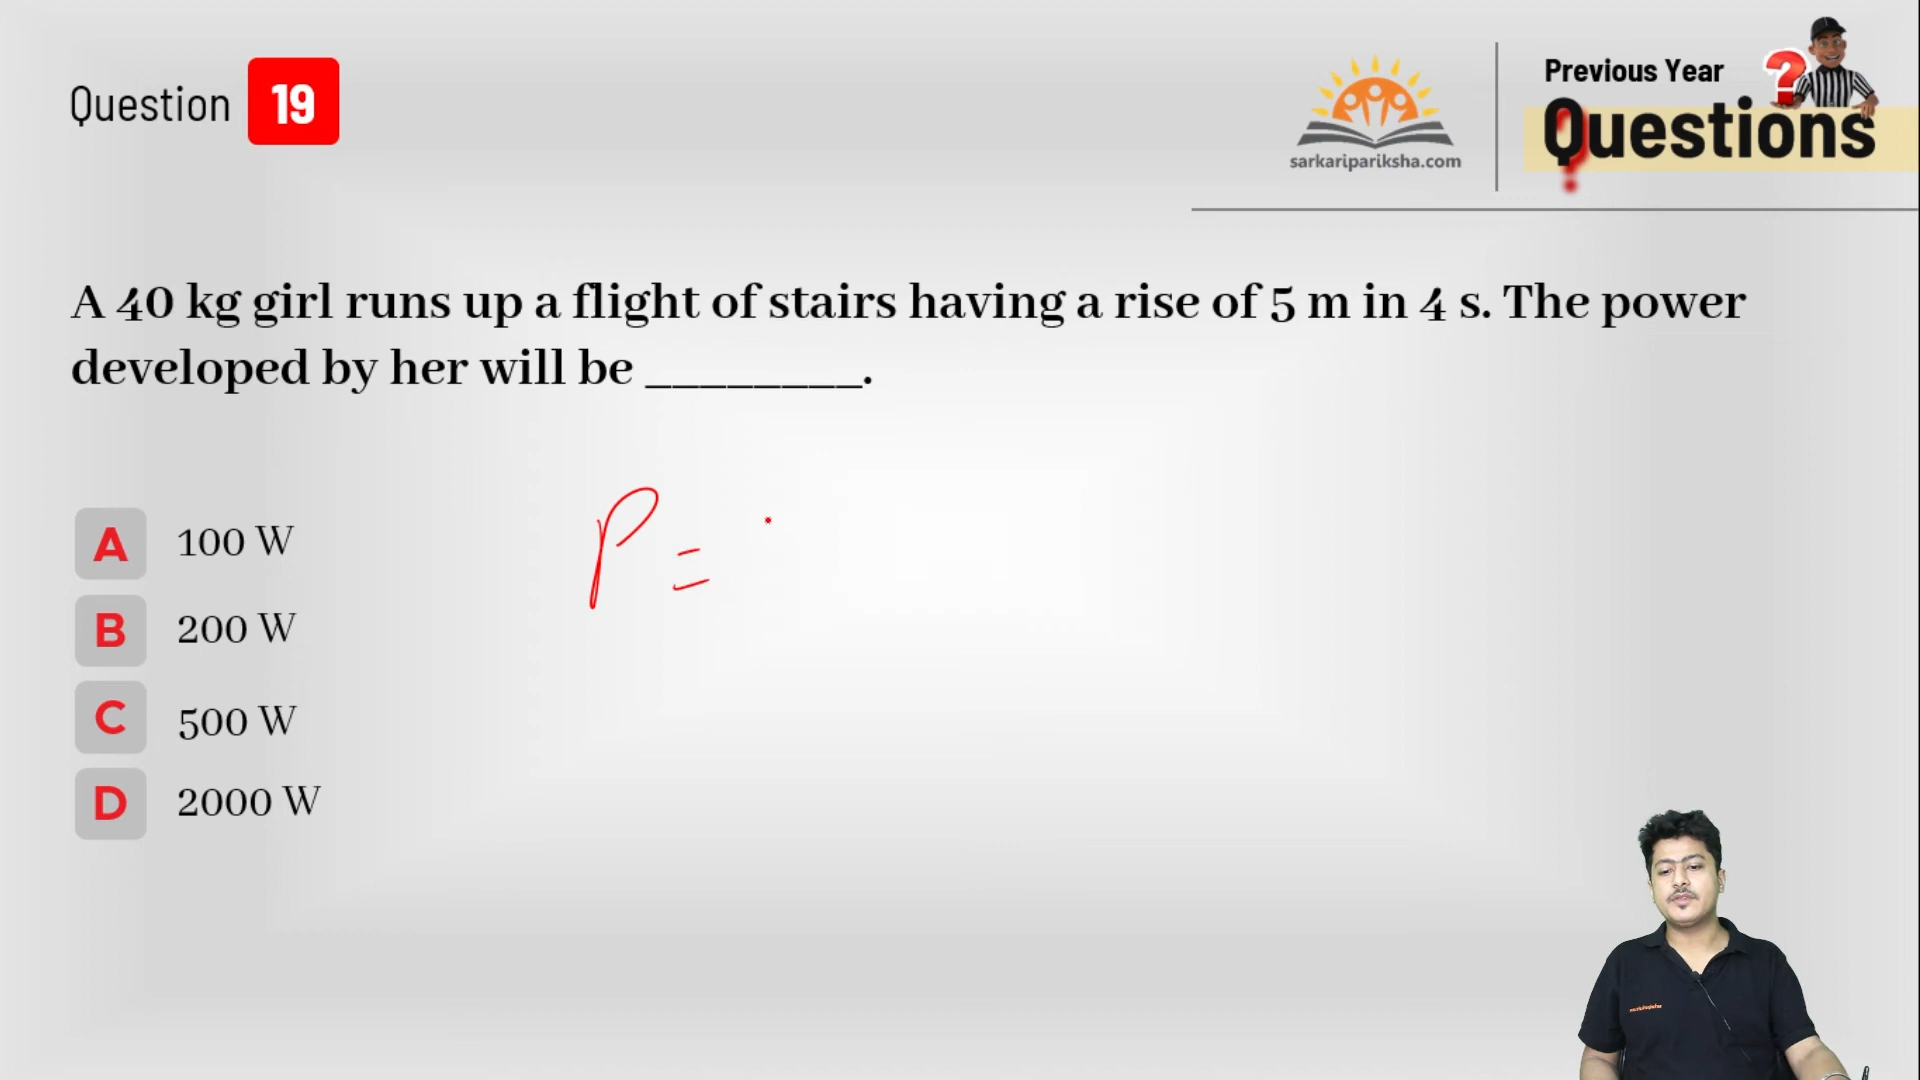 Question 19
sarkaripariksha.com
Previous Year
Questions
A 40 kg girl runs up a flight of stairs having a rise of 5 m in 4 s. The power
developed by her will be ________.
A 100 W
B 200 W
C 500 W
D 2000 W
P =